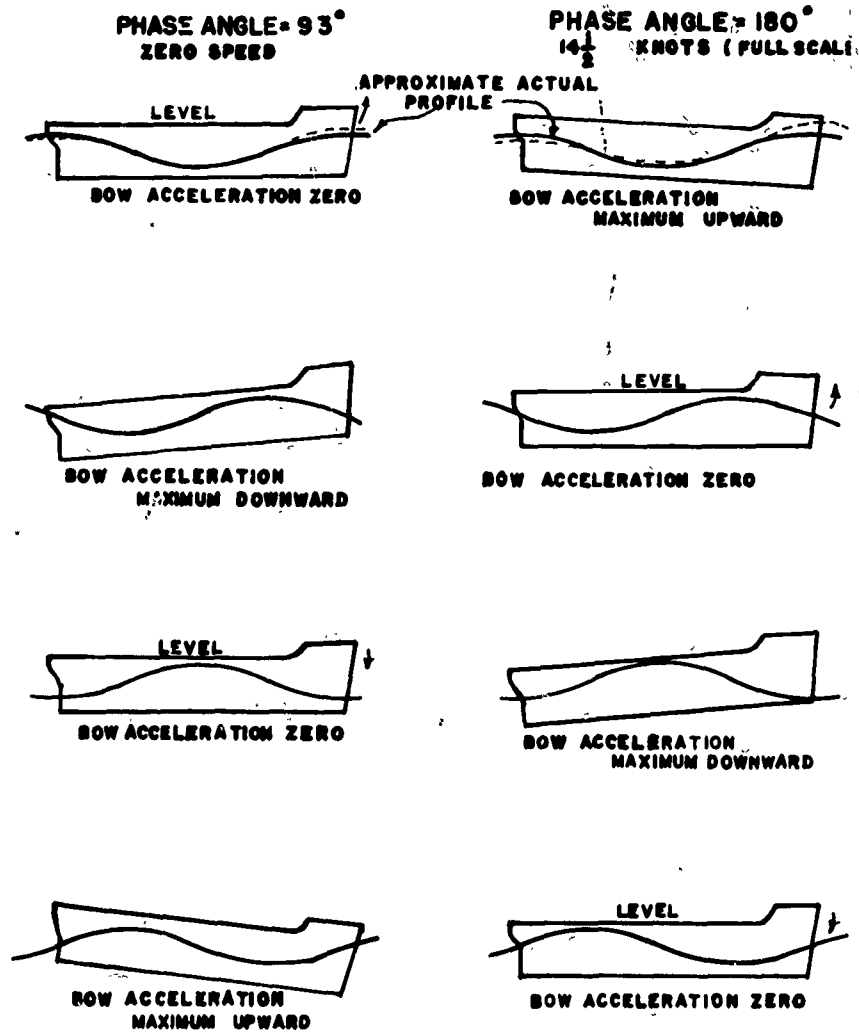 PHASE ANGLE = 93°
ZERO SPEED
PHASE ANGLE = 180°
14 1/2 KNOTS (FULL SCALE
APPROXIMATE ACTUAL
PROFILE
LEVEL
BOW ACCELERATION ZERO
BOW ACCELERATION
MAXIMUM UPWARD
BOW ACCELERATION
MAXIMUM DOWNWARD
LEVEL
BOW ACCELERATION ZERO
LEVEL
BOW ACCELERATION ZERO
BOW ACCELERATION
MAXIMUM DOWNWARD
BOW ACCELERATION
MAXIMUM UPWARD
LEVEL
BOW ACCELERATION ZERO